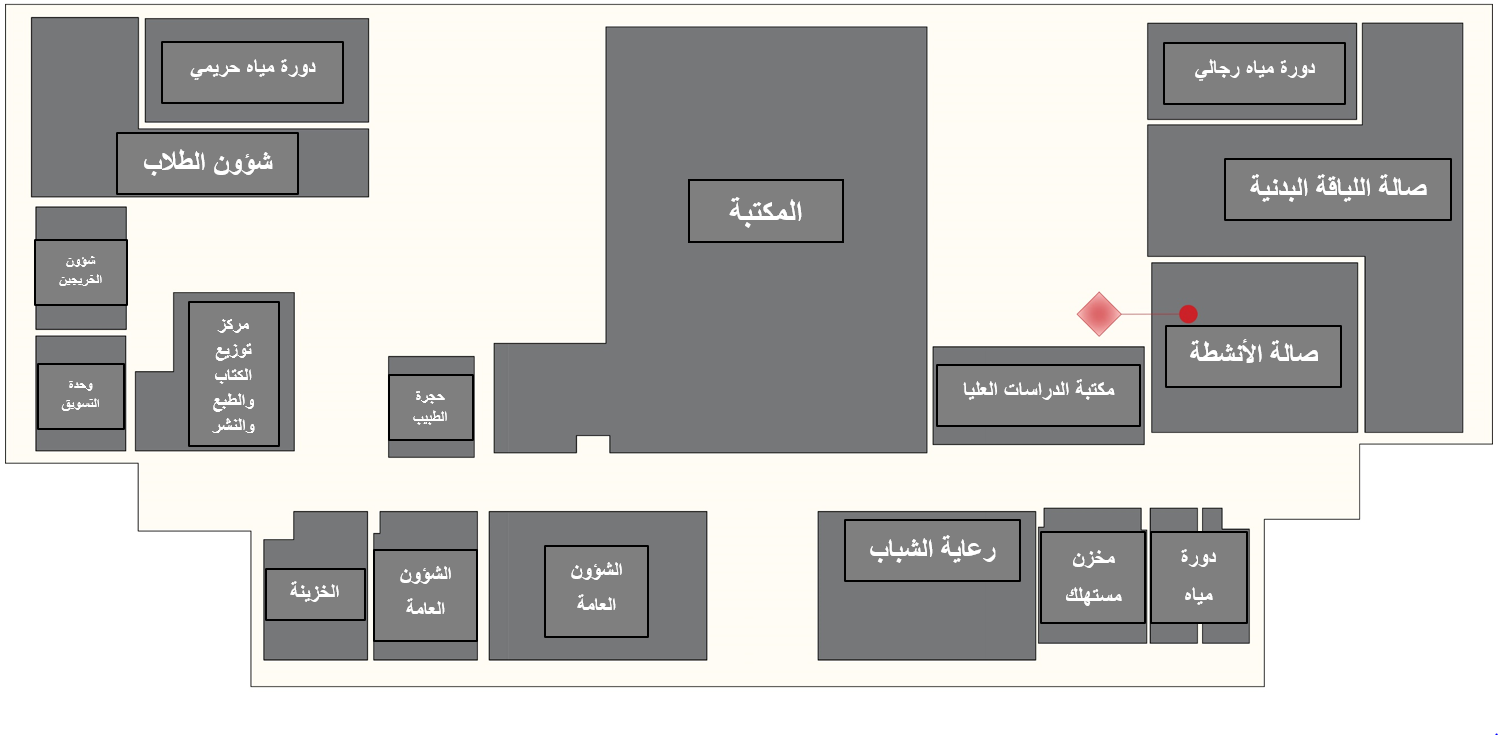 دورة مياه رجالي
دورة مياه حريمي
شؤون الطلاب
صالة اللياقة البدنية
المكتبة
شؤون
الخريجين
مركز
توزيع
الكتاب
والطبع
والنشر
صالة الأنشطة
مكتبة الدراسات العليا
حجرة
الطبيب
وحدة
التسويق
دورة
مياه
مخزن
مستهلك
رعاية الشباب
الشؤون
العامة
الشؤون
العامة
الخزينة